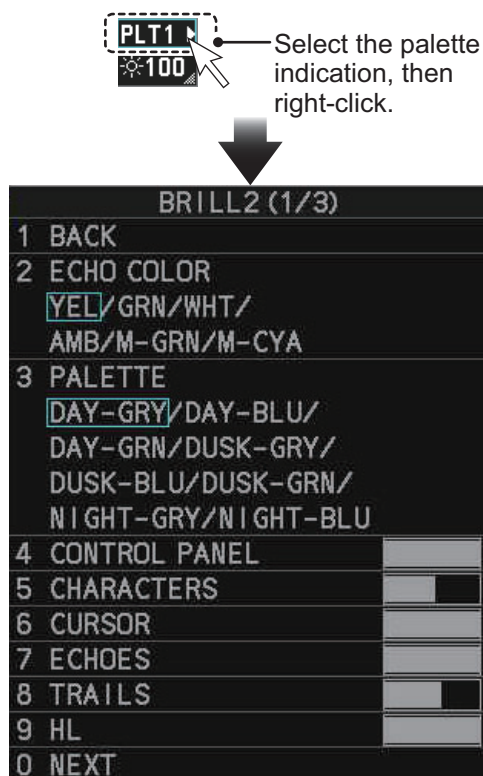 PLT1
100
Select the palette
indication, then
right-click.
BRILL2 (1/3)
1 BACK
2 ECHO COLOR
YEL/GRN/WHT/
AMB/M-GRN/M-CYA
3 PALETTE
DAY-GRY/DAY-BLU/
DAY-GRN/DUSK-GRY/
DUSK-BLU/DUSK-GRN/
NIGHT-GRY/NIGHT-BLU
4 CONTROL PANEL
5 CHARACTERS
6 CURSOR
7 ECHOES
8 TRAILS
9 HL
0 NEXT